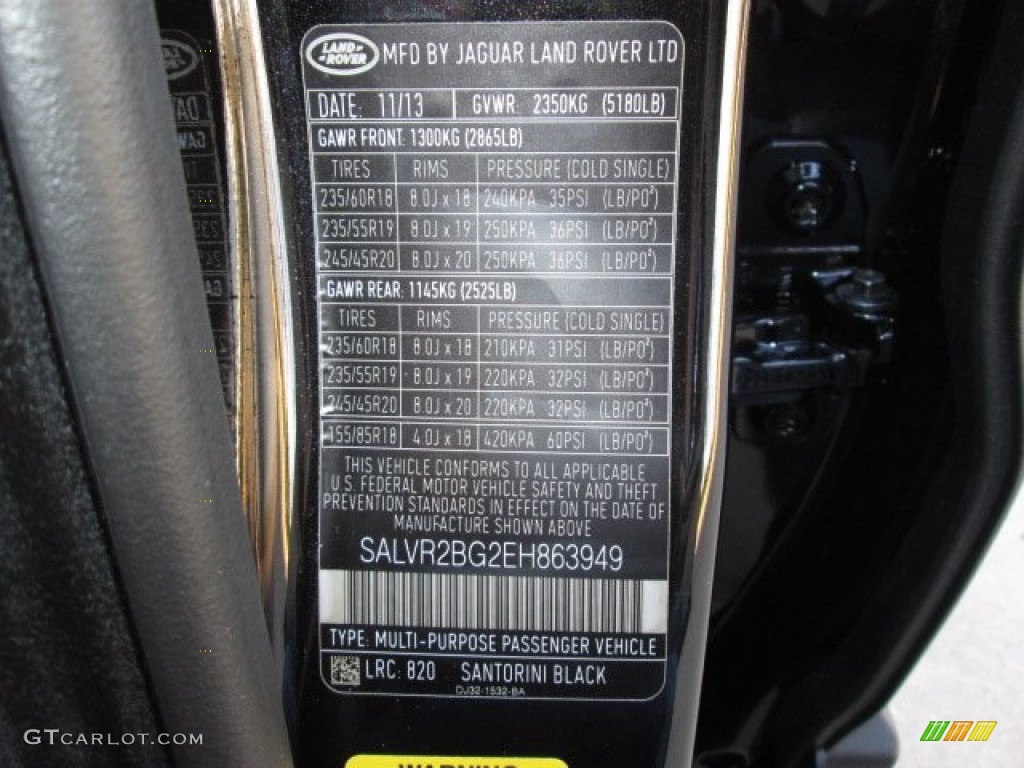 LAND ROVER MFD BY JAGUAR LAND ROVER LTD
DATE: 11/13 GVWR 2350KG (5180LB)
GAWR FRONT: 1300KG (2865LB)
TIRES RIMS PRESSURE (COLD SINGLE)
235/60R18 8.0J x 18 240KPA 35PSI (LB/PO²)
235/55R19 8.0J x 19 250KPA 36PSI (LB/PO²)
245/45R20 8.0J x 20 250KPA 36PSI (LB/PO²)
GAWR REAR: 1145KG (2525LB)
TIRES RIMS PRESSURE (COLD SINGLE)
235/60R18 8.0J x 18 210KPA 31PSI (LB/PO²)
235/55R19 8.0J x 19 220KPA 32PSI (LB/PO²)
245/45R20 8.0J x 20 220KPA 32PSI (LB/PO²)
155/85R18 4.0J x 18 420KPA 60PSI (LB/PO²)
THIS VEHICLE CONFORMS TO ALL APPLICABLE
U.S. FEDERAL MOTOR VEHICLE SAFETY AND THEFT
PREVENTION STANDARDS IN EFFECT ON THE DATE OF
MANUFACTURE SHOWN ABOVE
SALVR2BG2EH863949
TYPE: MULTI-PURPOSE PASSENGER VEHICLE
LRC: 820 SANTORINI BLACK
DJ32-1532-BA
WARNING
GTCARLOT.COM